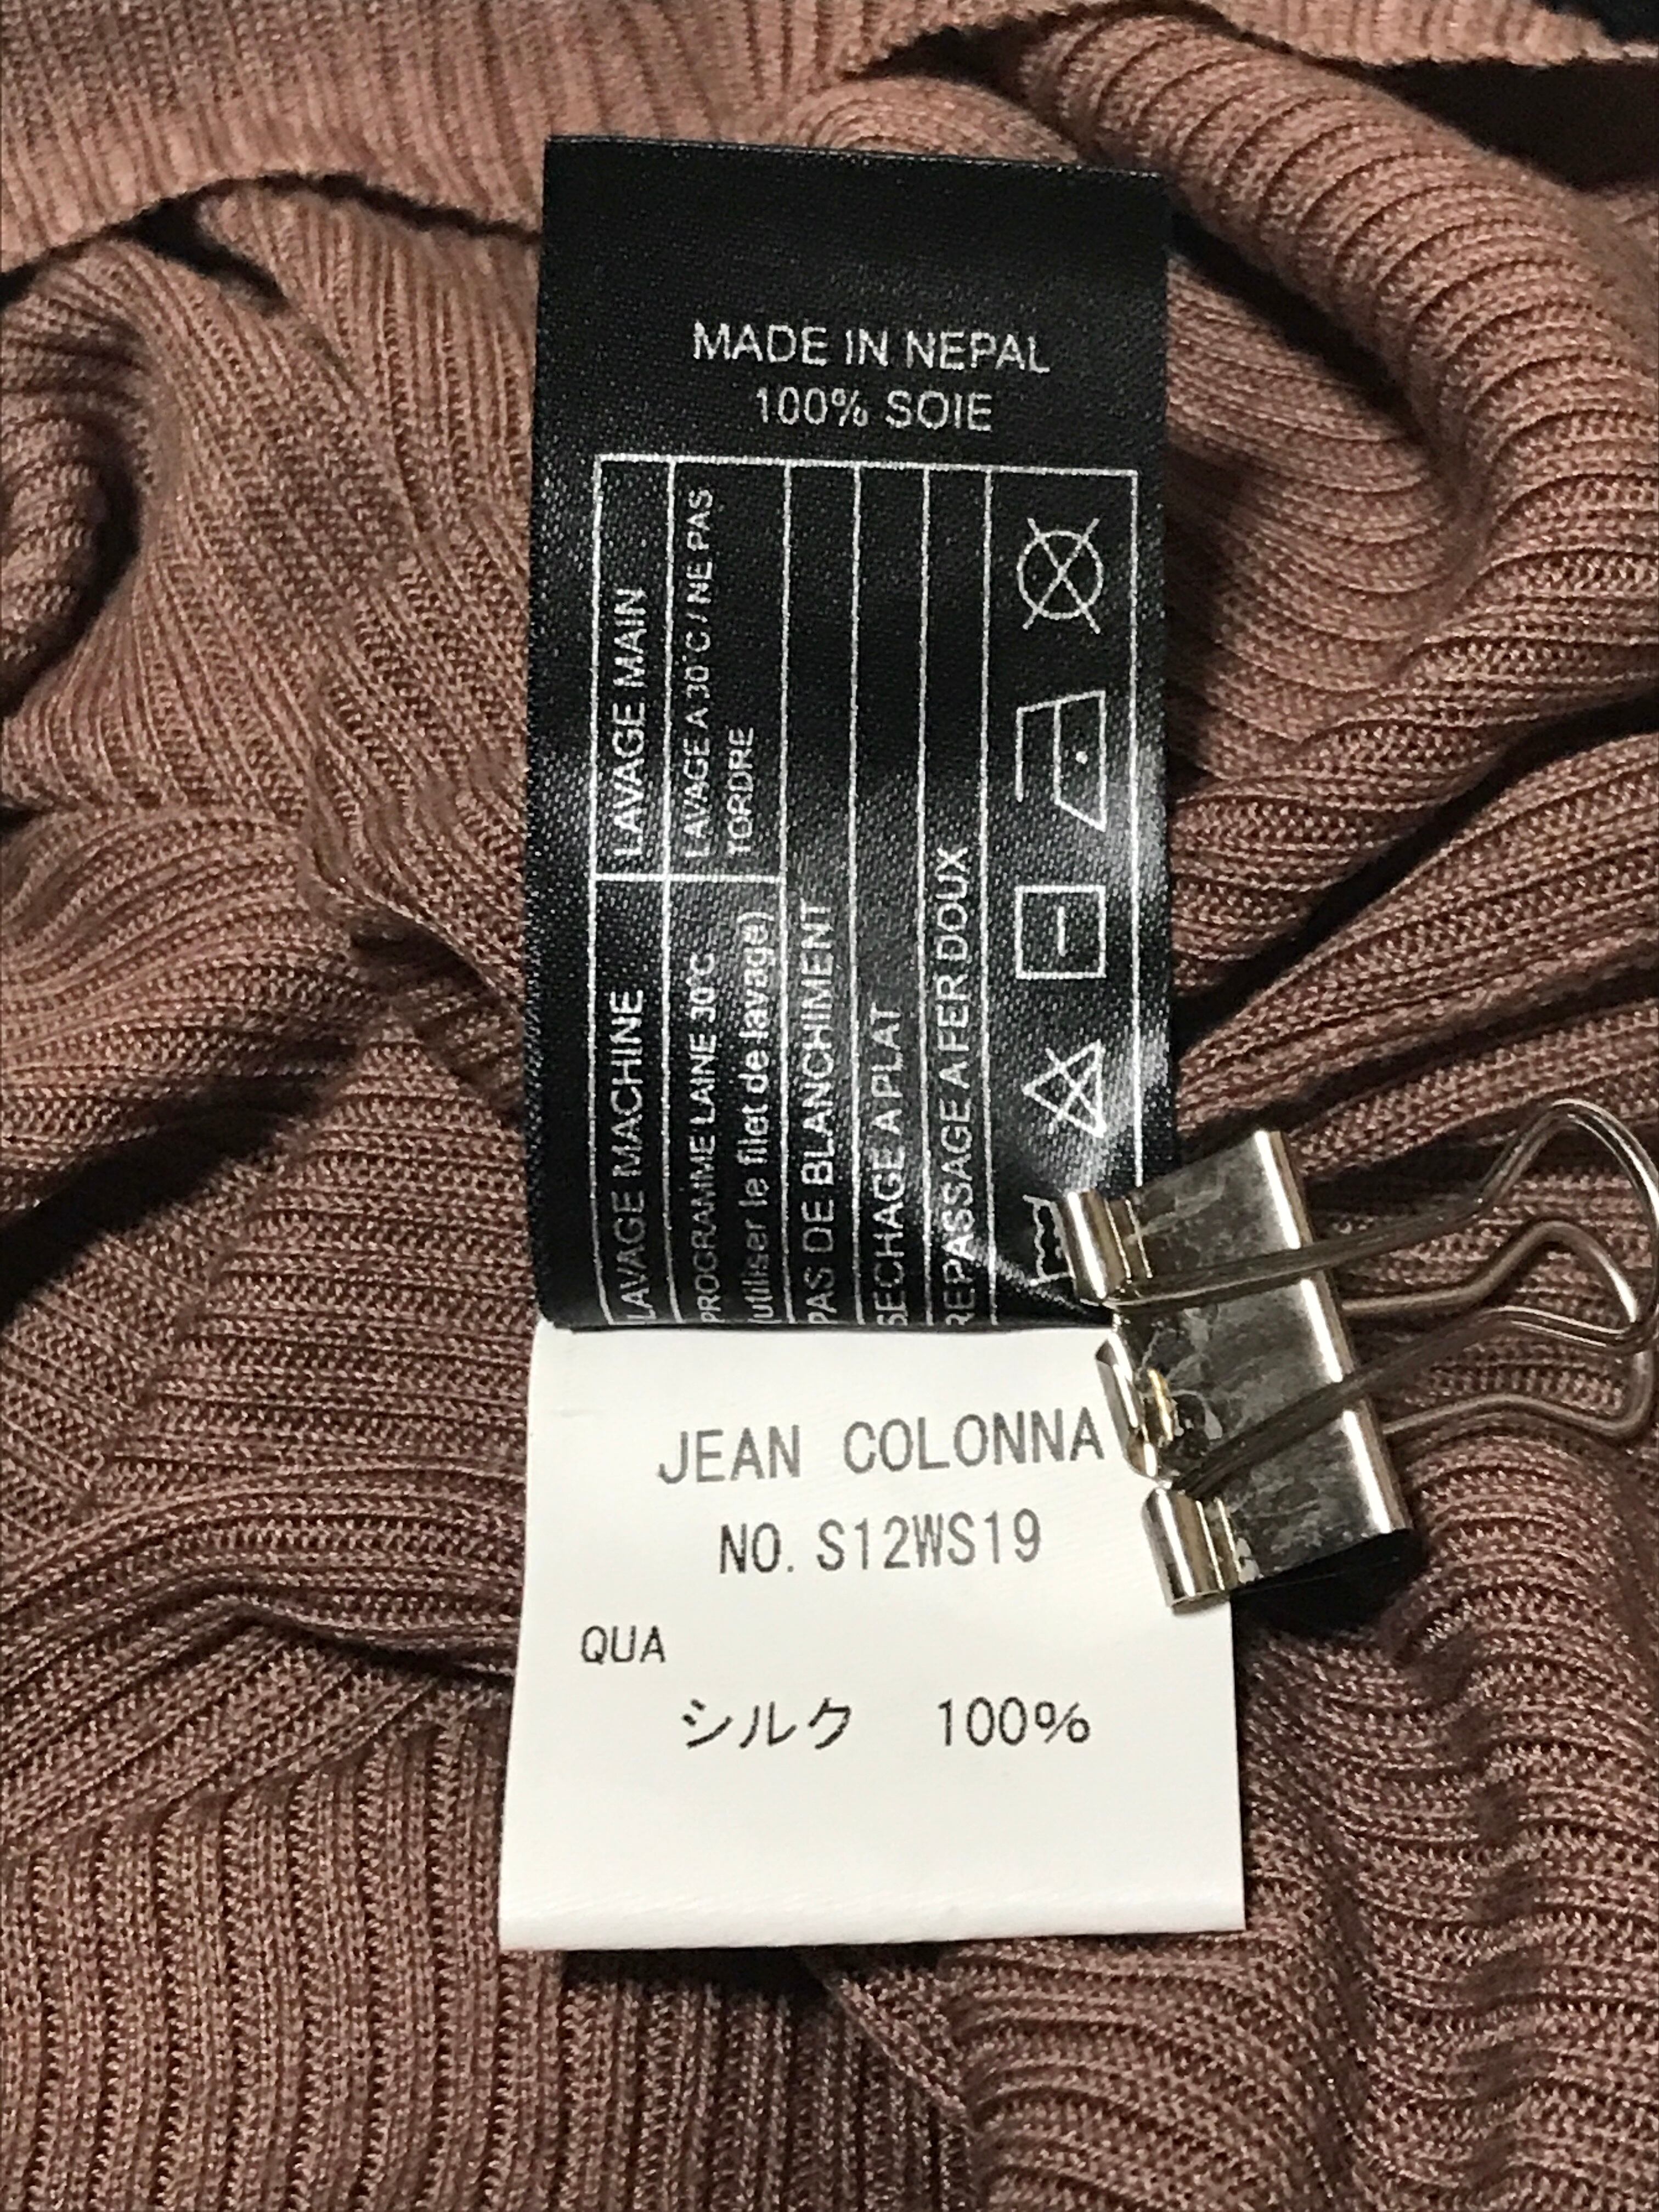 MADE IN NEPAL
100% SOIE
LAVAGE MACHINE
LAVAGE MAIN
PROGRAMME LAINE 30°C
(utiliser le filet de lavage)
LAVAGE A 30°C / NE PAS
TORDRE
PAS DE BLANCHIMENT
SECHAGE A PLAT
REPASSAGE A FER DOUX
JEAN COLONNA
NO. S12WS19
QUA
シルク 100%